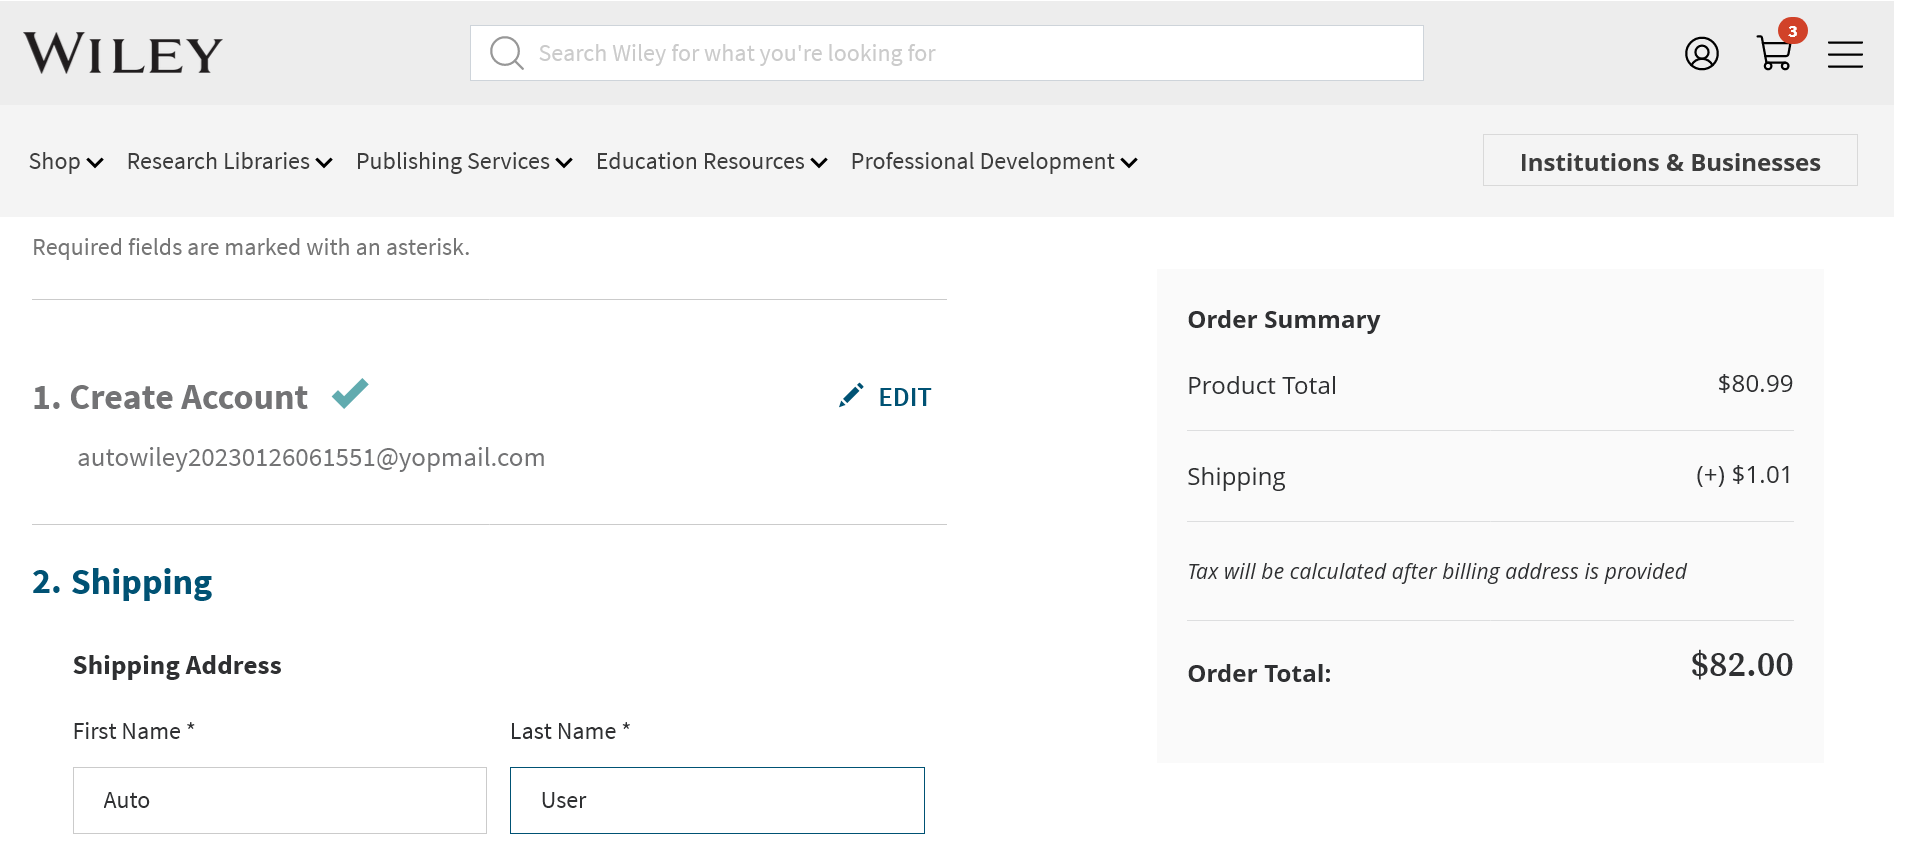 WILEY
Search Wiley for what you're looking for
3
Shop
Research Libraries
Publishing Services
Education Resources
Professional Development
Institutions & Businesses
Required fields are marked with an asterisk.
1. Create Account
EDIT
autowiley20230126061551@yopmail.com
2. Shipping
Shipping Address
First Name *
Last Name *
Auto
User
Order Summary
Product Total
$80.99
Shipping
(+) $1.01
Tax will be calculated after billing address is provided
Order Total:
$82.00